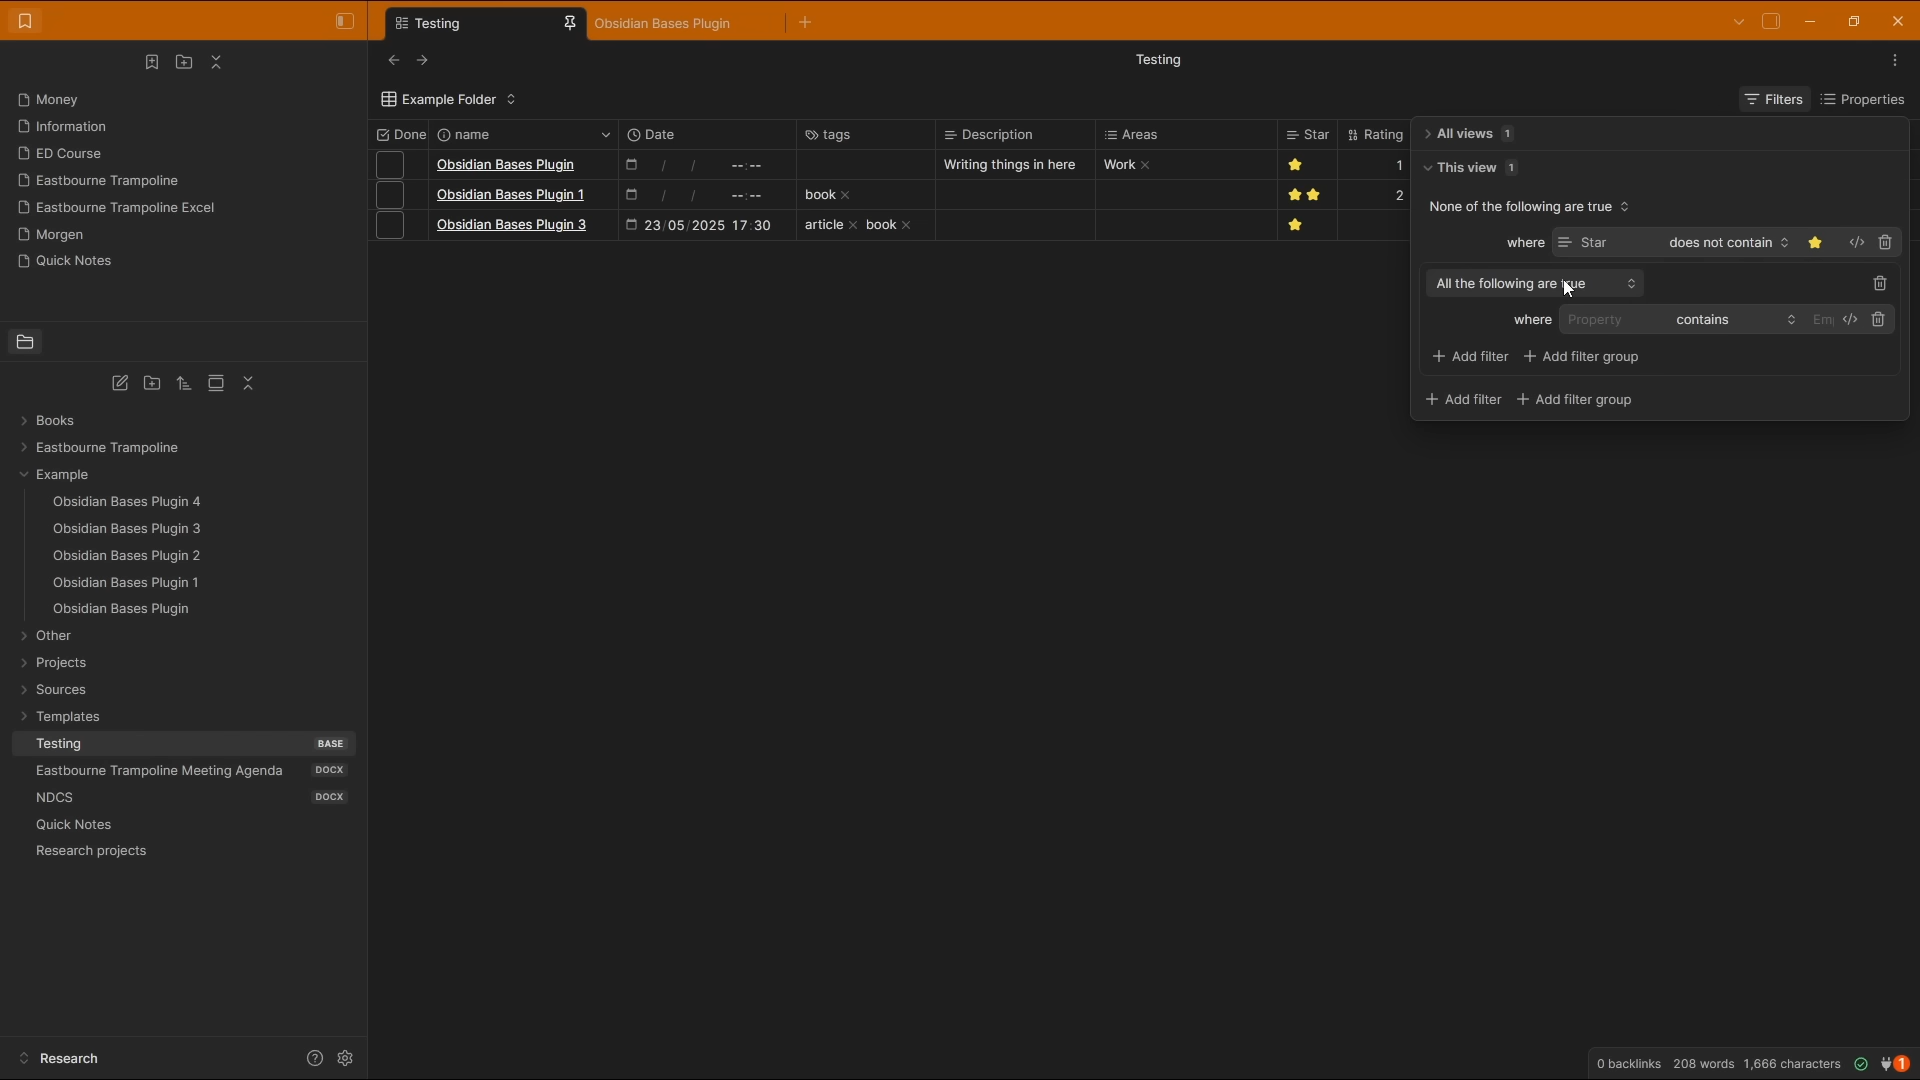 Testing
Obsidian Bases Plugin
Testing
Money
Information
ED Course
Eastbourne Trampoline
Eastbourne Trampoline Excel
Morgen
Quick Notes
Books
Eastbourne Trampoline
Example
Obsidian Bases Plugin 4
Obsidian Bases Plugin 3
Obsidian Bases Plugin 2
Obsidian Bases Plugin 1
Obsidian Bases Plugin
Other
Projects
Sources
Templates
Testing BASE
Eastbourne Trampoline Meeting Agenda DOCX
NDCS DOCX
Quick Notes
Research projects
Research
Example Folder
Filters Properties
Done name Date tags Description Areas Star Rating
Obsidian Bases Plugin / / --:-- Writing things in here Work × ⭐ 1
Obsidian Bases Plugin 1 / / --:-- book × ⭐⭐ 2
Obsidian Bases Plugin 3 23/05/2025 17:30 article × book × ⭐
All views 1
This view 1
None of the following are true
where Star does not contain ⭐ </>
All the following are true
where Property contains Em </>
+ Add filter + Add filter group
+ Add filter + Add filter group
0 backlinks 208 words 1,666 characters 1